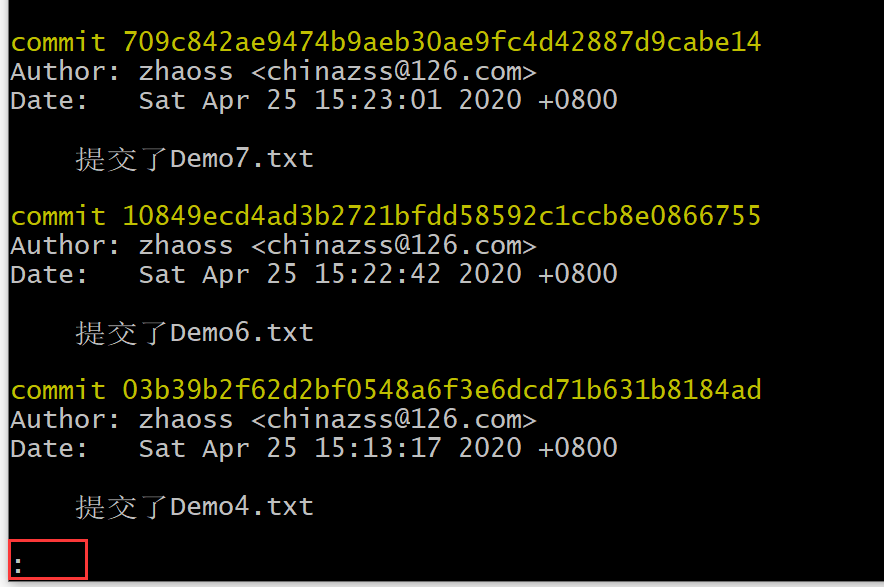 commit 709c842ae9474b9aeb30ae9fc4d42887d9cabe14
Author: zhaoss <chinazss@126.com>
Date:   Sat Apr 25 15:23:01 2020 +0800
提交了Demo7.txt
commit 10849ecd4ad3b2721bfdd58592c1ccb8e0866755
Author: zhaoss <chinazss@126.com>
Date:   Sat Apr 25 15:22:42 2020 +0800
提交了Demo6.txt
commit 03b39b2f62d2bf0548a6f3e6dcd71b631b8184ad
Author: zhaoss <chinazss@126.com>
Date:   Sat Apr 25 15:13:17 2020 +0800
提交了Demo4.txt
: